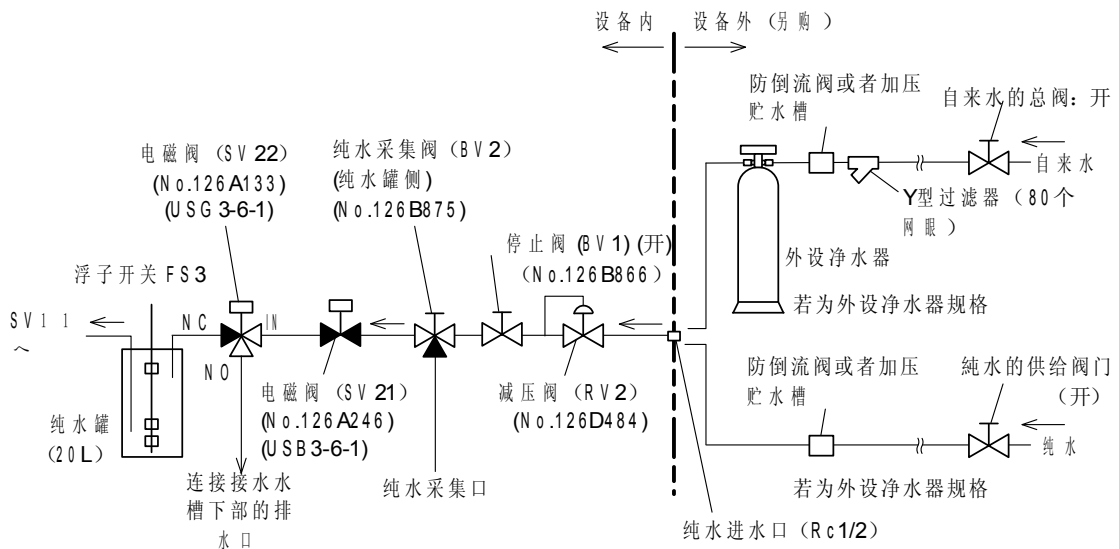 设备内
设备外(另购)
防倒流阀或者加压
贮水槽
自来水的总阀:开
自来水
Y型过滤器(80个
网眼)
外设净水器
若为外设净水器规格
电磁阀(SV22)
(No.126A133)
(USG3-6-1)
纯水采集阀(BV2)
(纯水罐侧)
(No.126B875)
停止阀(BV1)(开)
(No.126B866)
浮子开关FS3
SV11
へ
NC
IN
NO
纯水罐
(20L)
电磁阀(SV21)
(No.126A246)
(USB3-6-1)
减压阀(RV2)
(No.126D484)
防倒流阀或者加压
贮水槽
純水的供给阀门
(开)
纯水
连接接水水
槽下部的排
水口
纯水采集口
若为外设净水器规格
纯水进水口(Rc1/2)